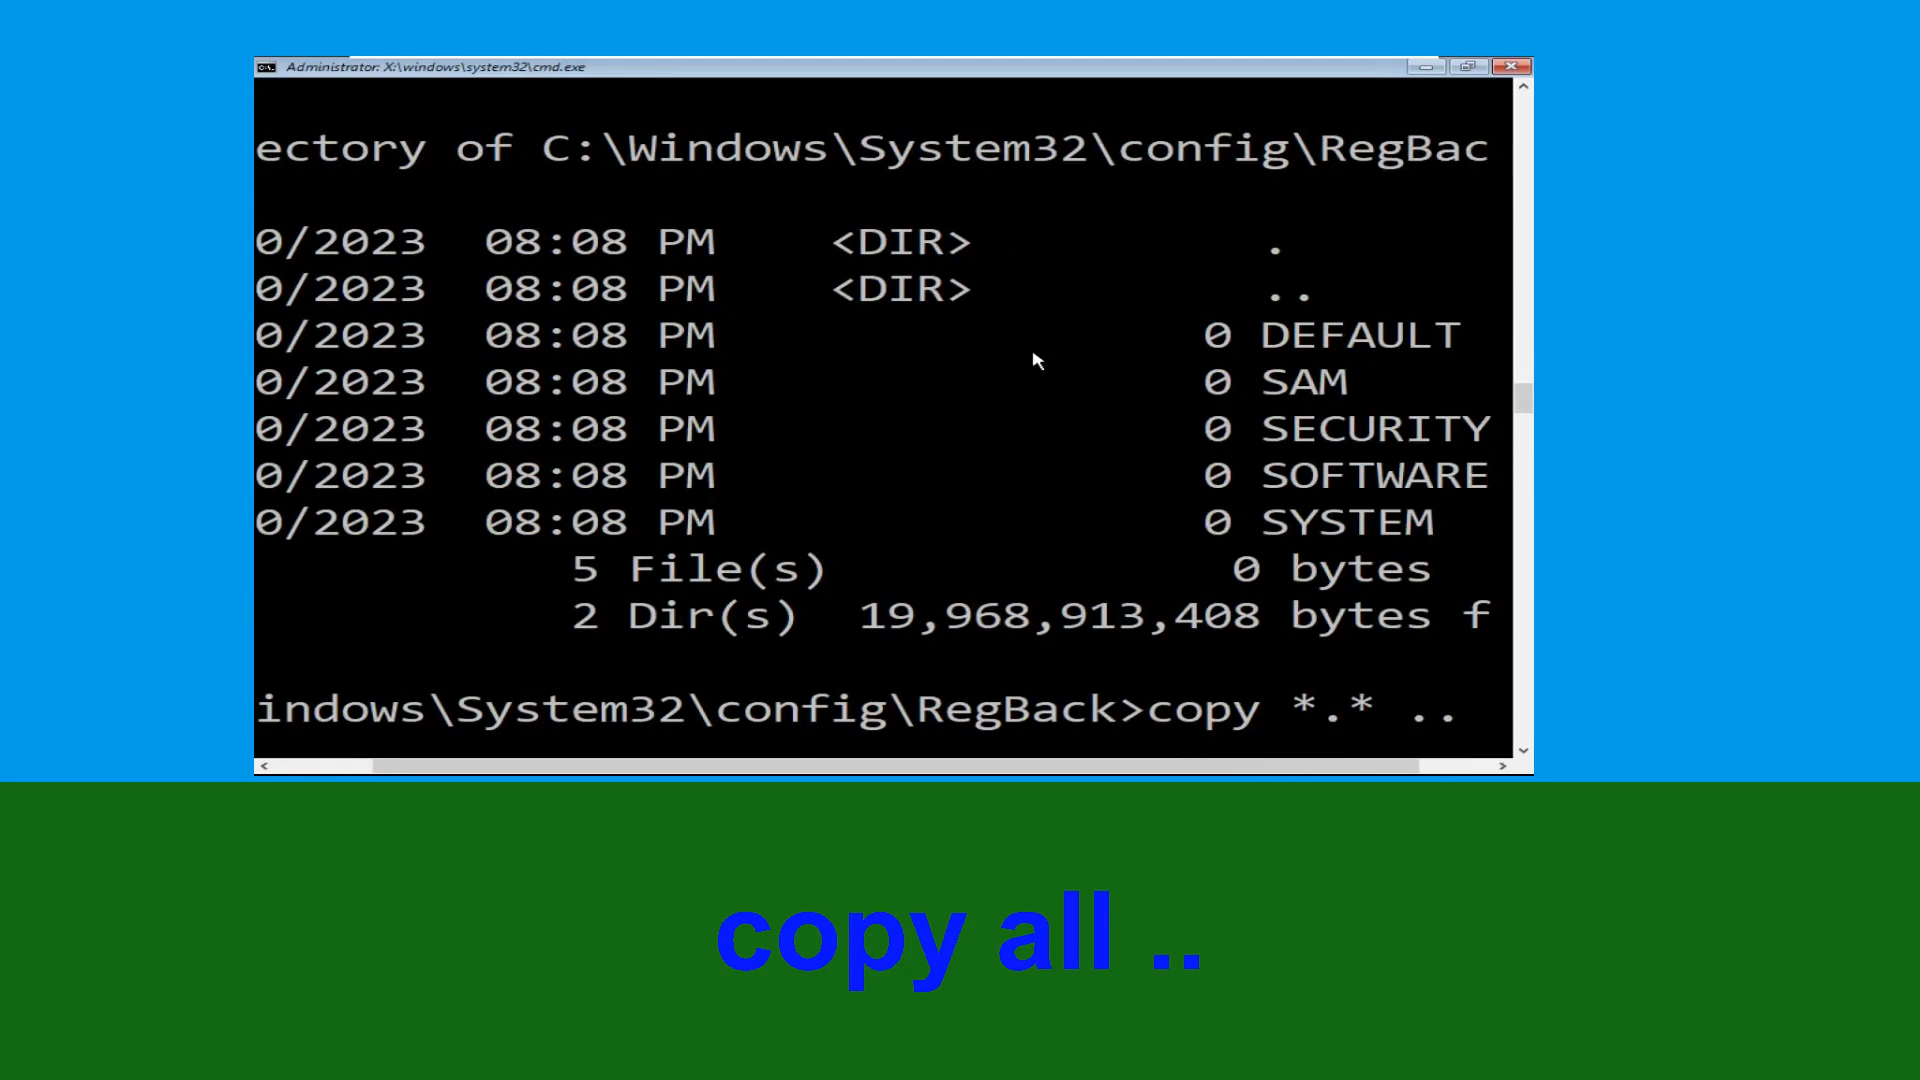 Administrator: X:\windows\system32\cmd.exe
ectory of C:\Windows\System32\config\RegBac
0/2023 08:08 PM <DIR> .
0/2023 08:08 PM <DIR> ..
0/2023 08:08 PM 0 DEFAULT
0/2023 08:08 PM 0 SAM
0/2023 08:08 PM 0 SECURITY
0/2023 08:08 PM 0 SOFTWARE
0/2023 08:08 PM 0 SYSTEM
5 File(s) 0 bytes
2 Dir(s) 19,968,913,408 bytes f
indows\System32\config\RegBack>copy *.* ..
copy all ..